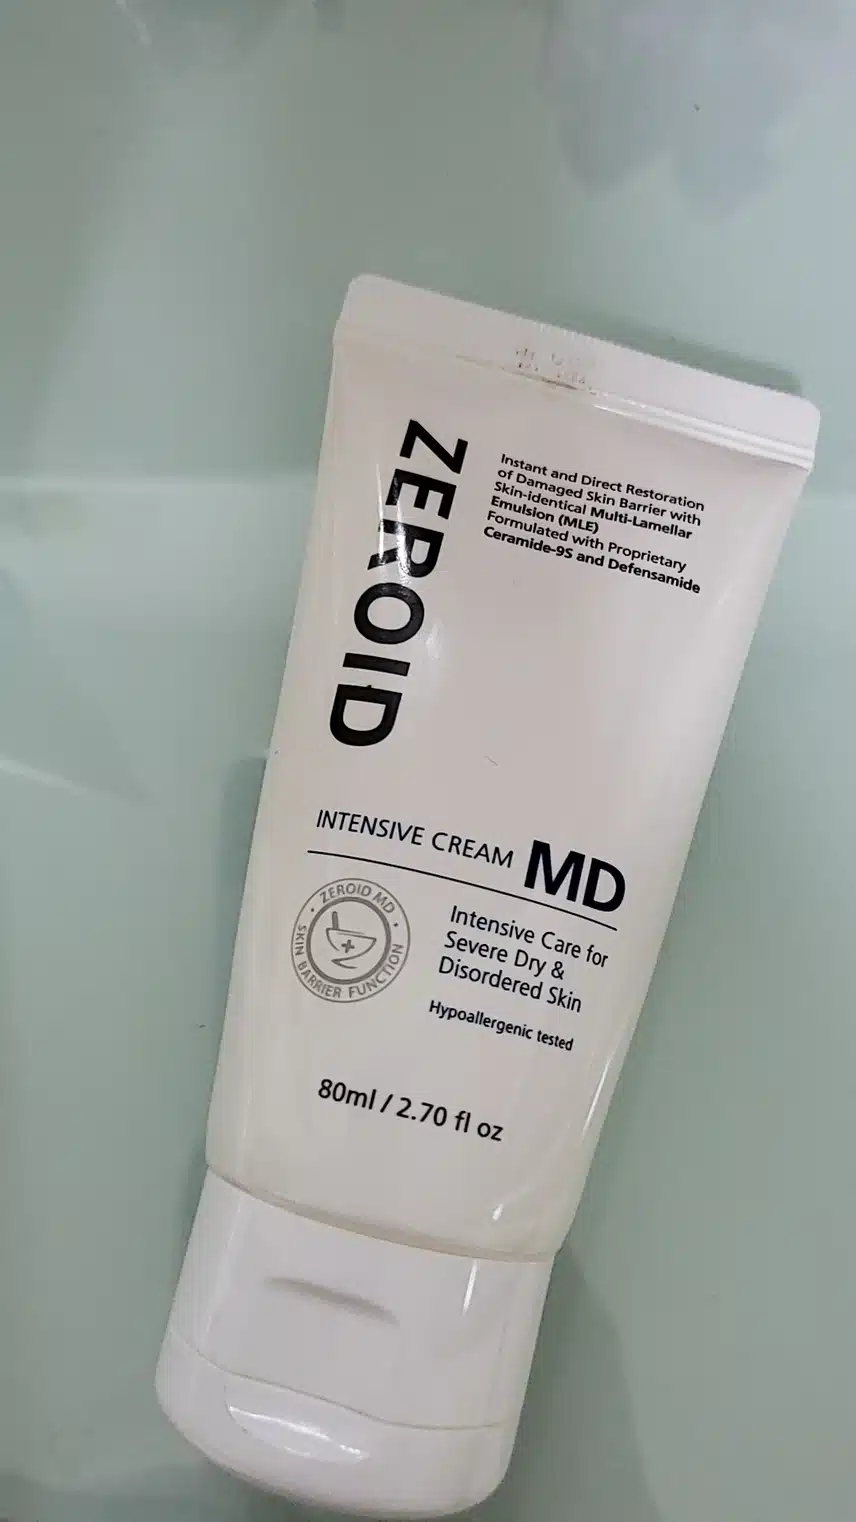 ZEROID
Instant and Direct Restoration
of Damaged Skin Barrier with
Skin-identical Multi-Lamellar
Emulsion (MLE)
Formulated with Proprietary
Ceramide-9S and Defensamide
INTENSIVE CREAM MD
ZEROID MD
SKIN BARRIER FUNCTION
Intensive Care for
Severe Dry &
Disordered Skin
Hypoallergenic tested
80ml / 2.70 fl oz